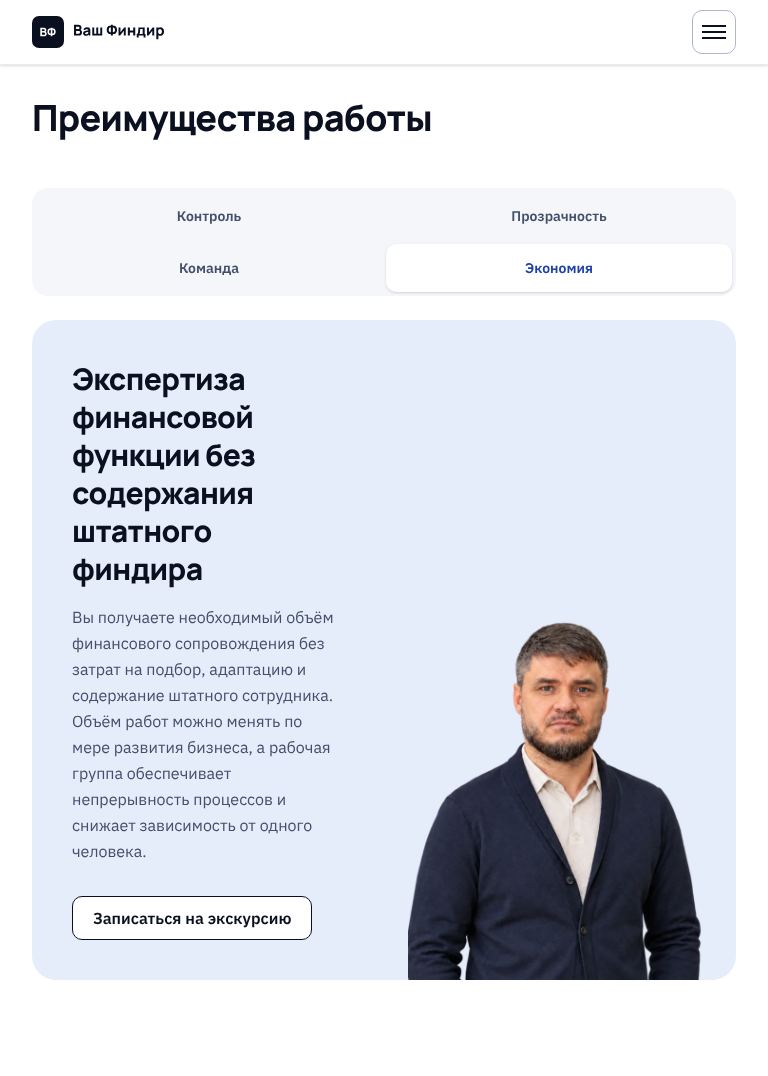 ВФ Ваш Финдир
Преимущества работы
Контроль Прозрачность
Команда Экономия
Экспертиза
финансовой
функции без
содержания
штатного
финдира
Вы получаете необходимый объём
финансового сопровождения без
затрат на подбор, адаптацию и
содержание штатного сотрудника.
Объём работ можно менять по
мере развития бизнеса, а рабочая
группа обеспечивает
непрерывность процессов и
снижает зависимость от одного
человека.
Записаться на экскурсию